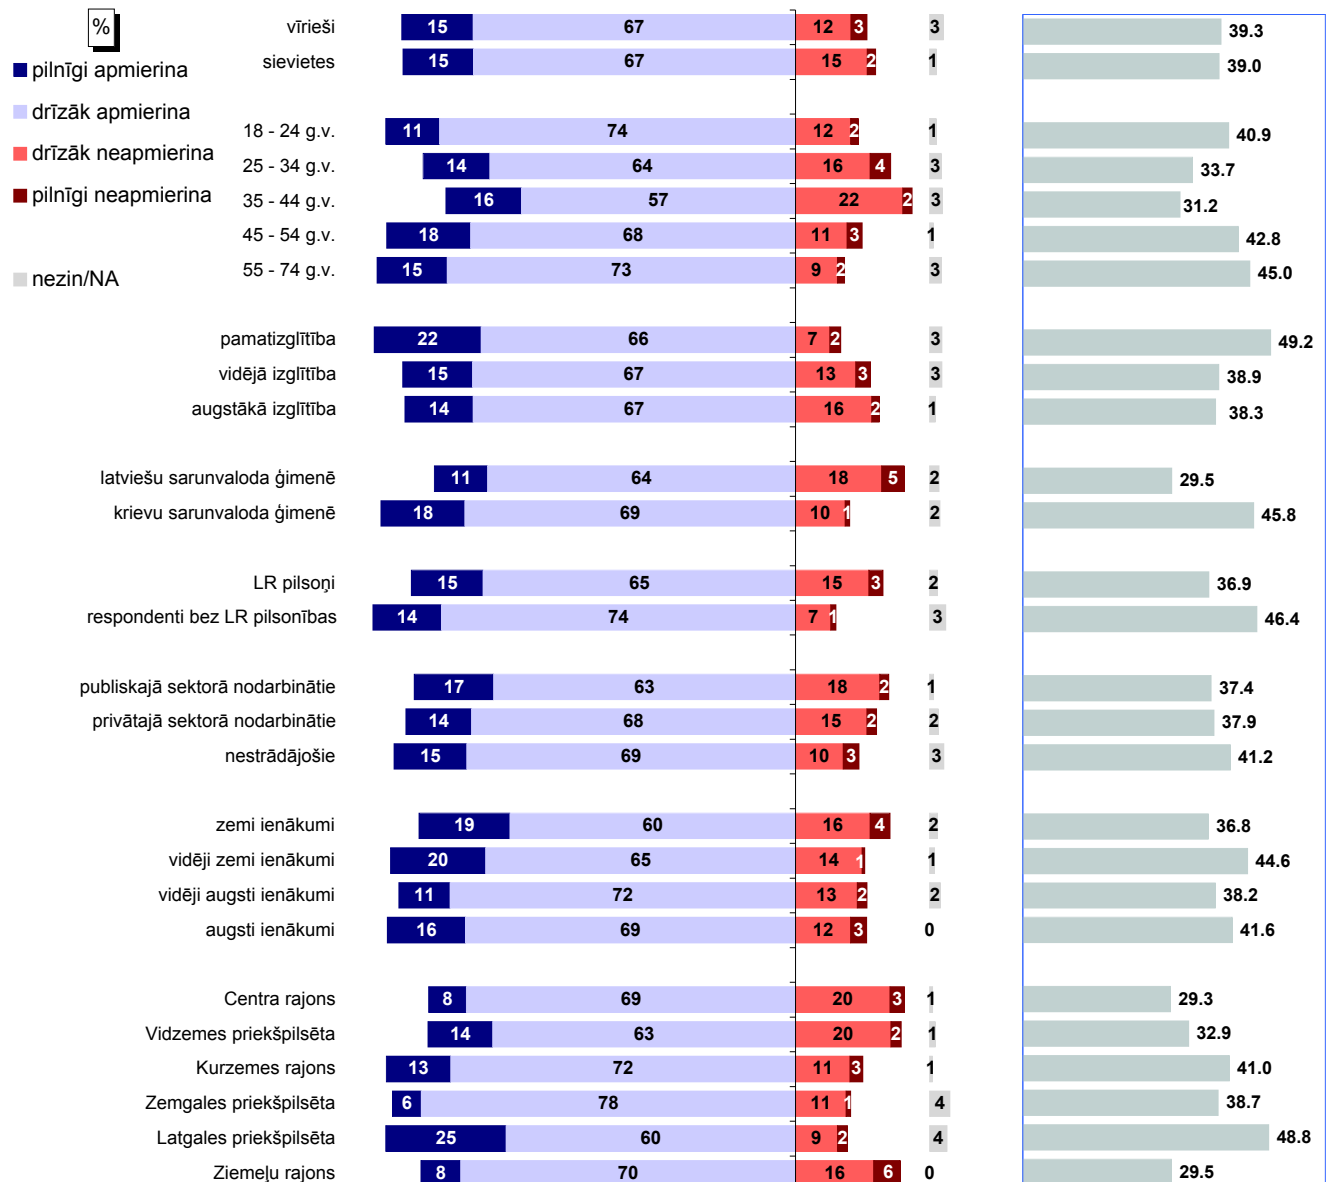 %
pilnīgi apmierina
drīzāk apmierina
drīzāk neapmierina
pilnīgi neapmierina
nezin/NA
vīrieši 15 67 12 3 3 39.3
sievietes 15 67 15 2 1 39.0
18 - 24 g.v. 11 74 12 2 1 40.9
25 - 34 g.v. 14 64 16 4 3 33.7
35 - 44 g.v. 16 57 22 2 3 31.2
45 - 54 g.v. 18 68 11 3 1 42.8
55 - 74 g.v. 15 73 9 2 3 45.0
pamatizglītība 22 66 7 2 3 49.2
vidējā izglītība 15 67 13 3 3 38.9
augstākā izglītība 14 67 16 2 1 38.3
latviešu sarunvaloda ģimenē 11 64 18 5 2 29.5
krievu sarunvaloda ģimenē 18 69 10 1 2 45.8
LR pilsoņi 15 65 15 3 2 36.9
respondenti bez LR pilsonības 14 74 7 1 3 46.4
publiskajā sektorā nodarbinātie 17 63 18 2 1 37.4
privātajā sektorā nodarbinātie 14 68 15 2 2 37.9
nestrādājošie 15 69 10 3 3 41.2
zemi ienākumi 19 60 16 4 2 36.8
vidēji zemi ienākumi 20 65 14 1 1 44.6
vidēji augsti ienākumi 11 72 13 2 2 38.2
augsti ienākumi 16 69 12 3 0 41.6
Centra rajons 8 69 20 3 1 29.3
Vidzemes priekšpilsēta 14 63 20 2 1 32.9
Kurzemes rajons 13 72 11 3 1 41.0
Zemgales priekšpilsēta 6 78 11 1 4 38.7
Latgales priekšpilsēta 25 60 9 2 4 48.8
Ziemeļu rajons 8 70 16 6 0 29.5